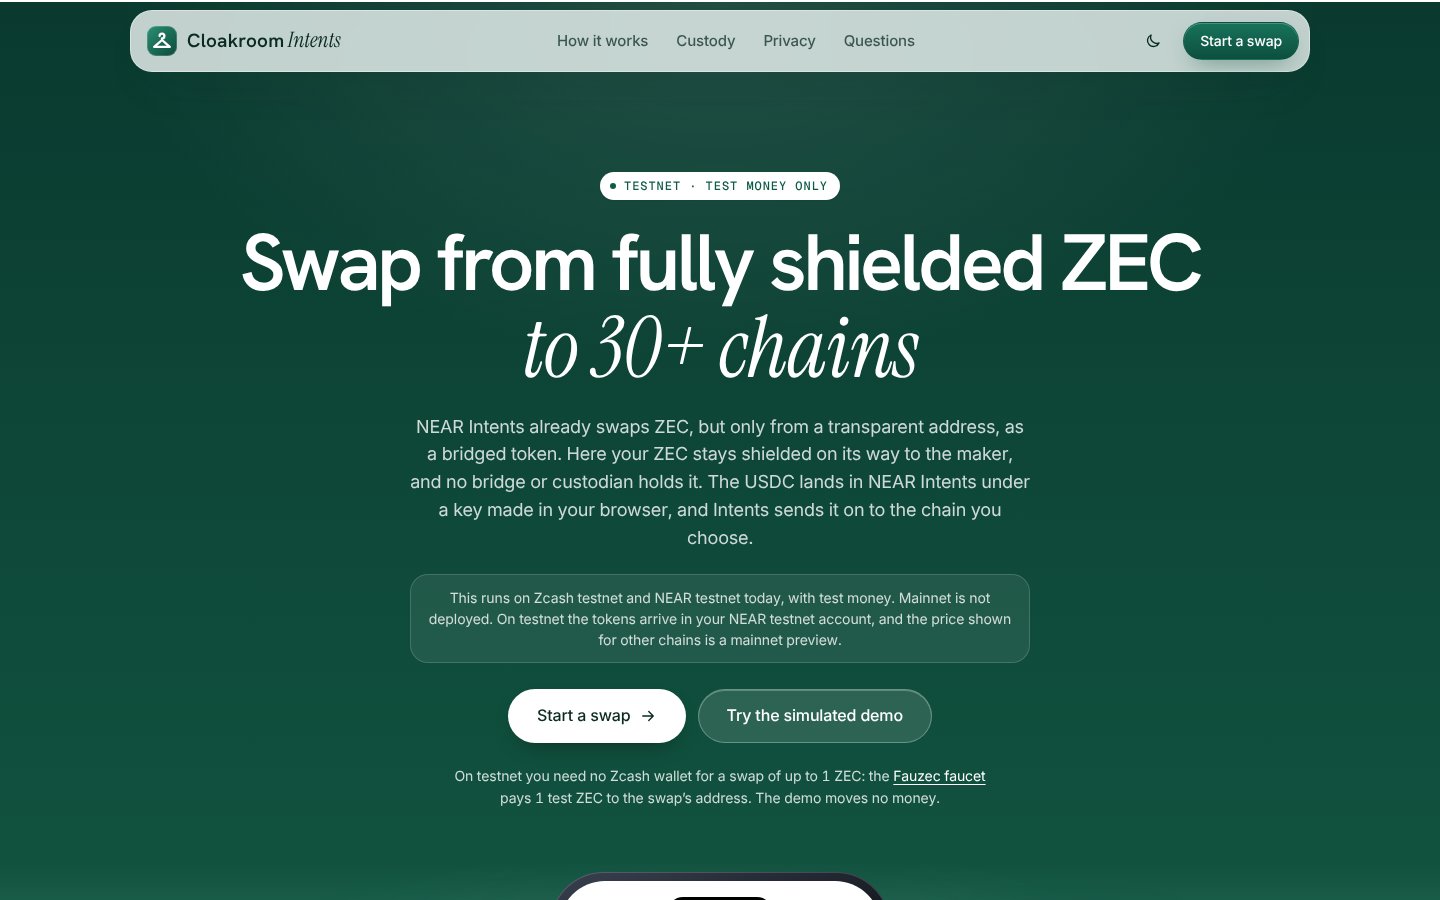 Cloakroom Intents
How it works
Custody
Privacy
Questions
Start a swap
TESTNET · TEST MONEY ONLY
Swap from fully shielded ZEC
to 30+ chains
NEAR Intents already swaps ZEC, but only from a transparent address, as
a bridged token. Here your ZEC stays shielded on its way to the maker,
and no bridge or custodian holds it. The USDC lands in NEAR Intents under
a key made in your browser, and Intents sends it on to the chain you
choose.
This runs on Zcash testnet and NEAR testnet today, with test money. Mainnet is not
deployed. On testnet the tokens arrive in your NEAR testnet account, and the price shown
for other chains is a mainnet preview.
Start a swap →
Try the simulated demo
On testnet you need no Zcash wallet for a swap of up to 1 ZEC: the Fauzec faucet
pays 1 test ZEC to the swap’s address. The demo moves no money.